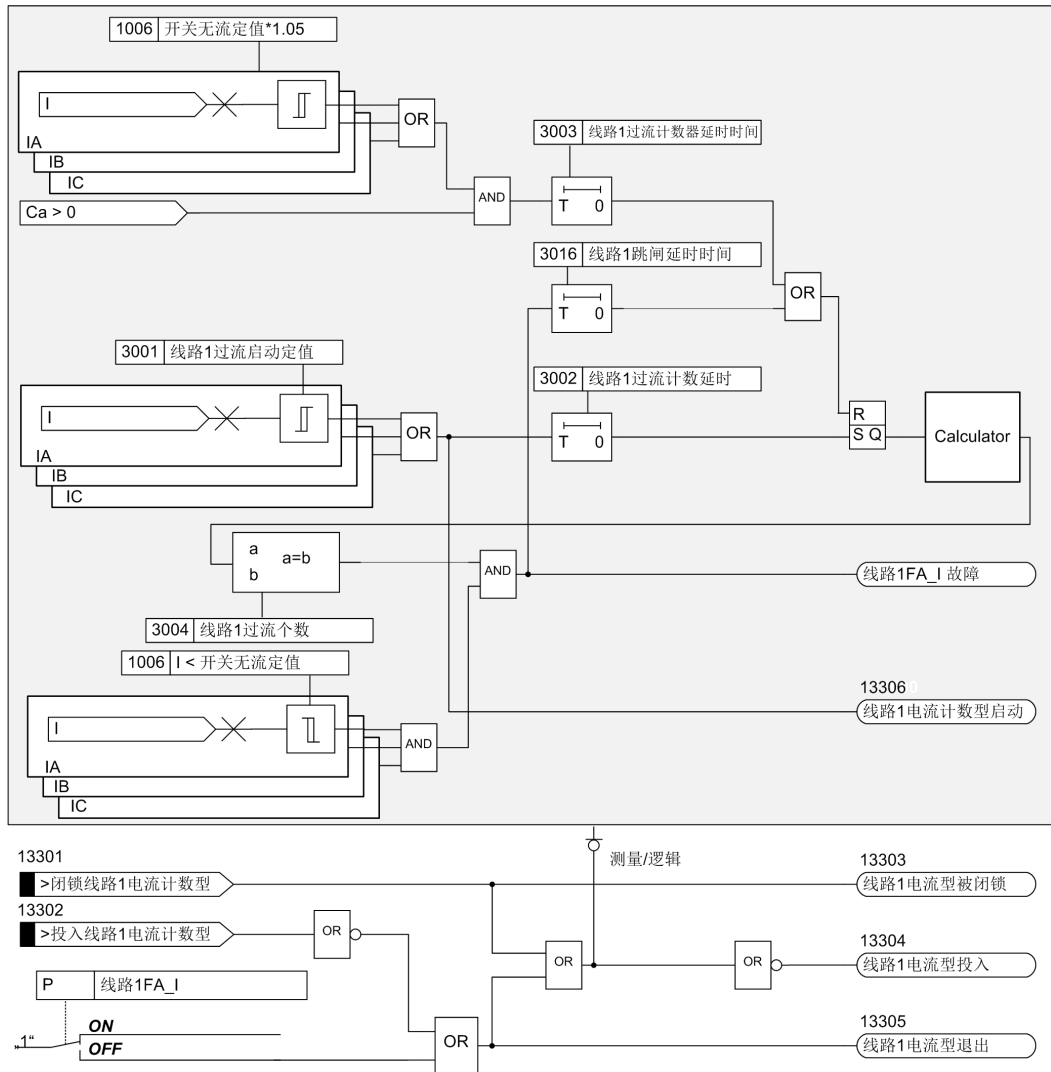 1006 开关无流定值*1.05
I
OR
IA
IB
IC
Ca > 0
AND
3003 线路1过流计数器延时时间
T 0
3016 线路1跳闸延时时间
T 0
OR
3001 线路1过流启动定值
I
OR
IA
IB
IC
3002 线路1过流计数延时
T 0
R
S Q
Calculator
a
b
a=b
AND
线路1FA_I 故障
3004 线路1过流个数
1006 I < 开关无流定值
I
AND
IA
IB
IC
133060
线路1电流计数型启动
测量/逻辑
13301
>闭锁线路1电流计数型
13303
线路1电流型被闭锁
13302
>投入线路1电流计数型
OR
OR
OR
13304
线路1电流型投入
P 线路1FA_I
„1“
ON
OFF
OR
13305
线路1电流型退出